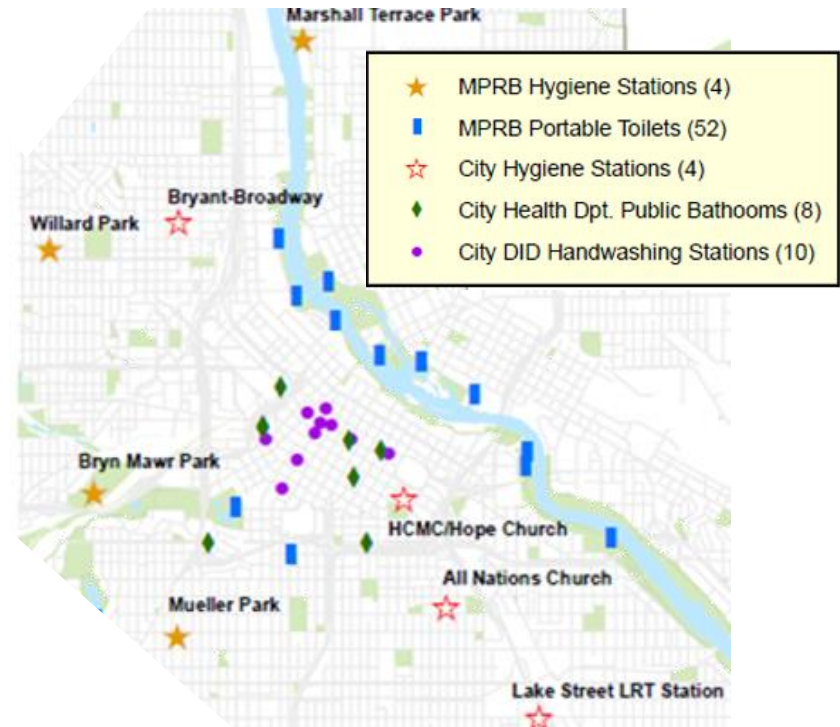 Marshall Terrace Park
MPRB Hygiene Stations (4)
MPRB Portable Toilets (52)
City Hygiene Stations (4)
City Health Dpt. Public Bathooms (8)
City DID Handwashing Stations (10)
Bryant-Broadway
Willard Park
Bryn Mawr Park
HCMC/Hope Church
All Nations Church
Mueller Park
Lake Street LRT Station